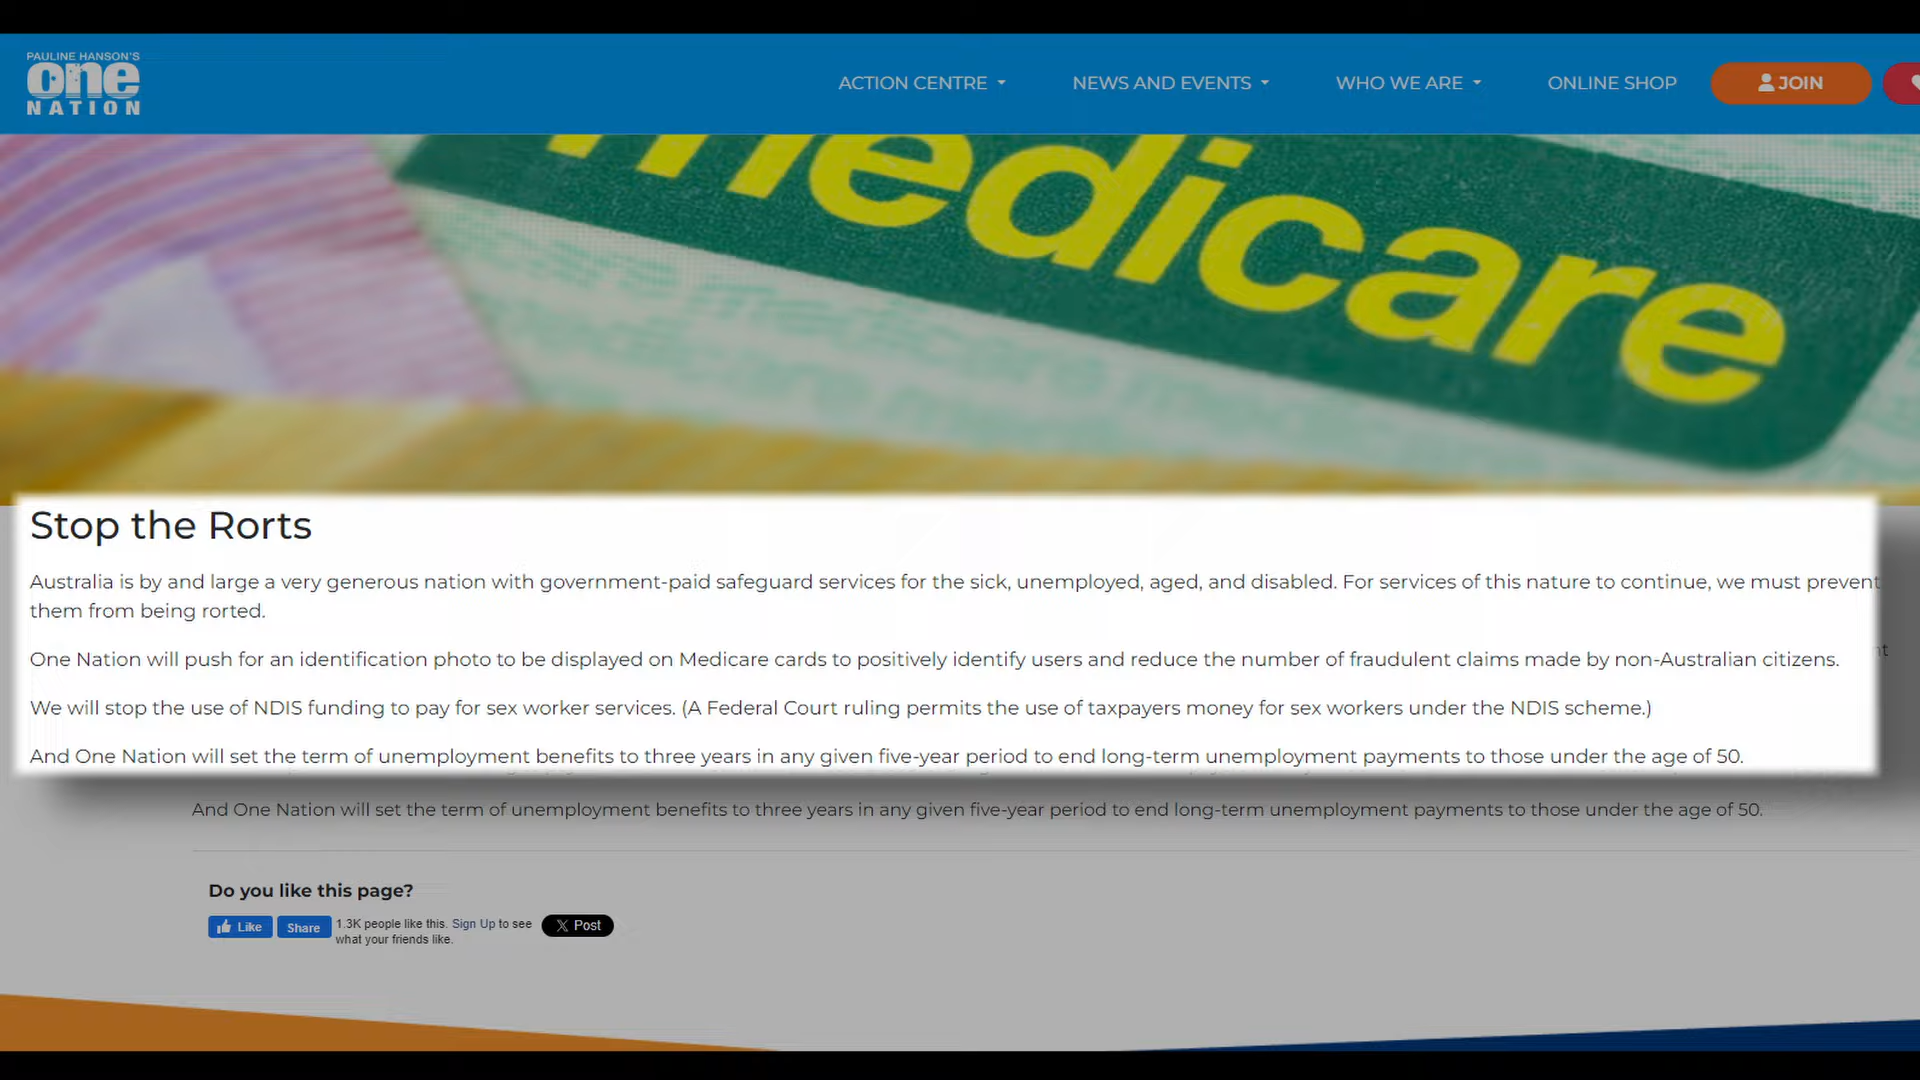 PAULINE HANSON'S
one
NATION
ACTION CENTRE
NEWS AND EVENTS
WHO WE ARE
ONLINE SHOP
JOIN
medicare
Stop the Rorts
Australia is by and large a very generous nation with government-paid safeguard services for the sick, unemployed, aged, and disabled. For services of this nature to continue, we must prevent
them from being rorted.
One Nation will push for an identification photo to be displayed on Medicare cards to positively identify users and reduce the number of fraudulent claims made by non-Australian citizens.
We will stop the use of NDIS funding to pay for sex worker services. (A Federal Court ruling permits the use of taxpayers money for sex workers under the NDIS scheme.)
And One Nation will set the term of unemployment benefits to three years in any given five-year period to end long-term unemployment payments to those under the age of 50.
And One Nation will set the term of unemployment benefits to three years in any given five-year period to end long-term unemployment payments to those under the age of 50.
Do you like this page?
Like
Share
1.3K people like this. Sign Up to see
what your friends like.
X Post